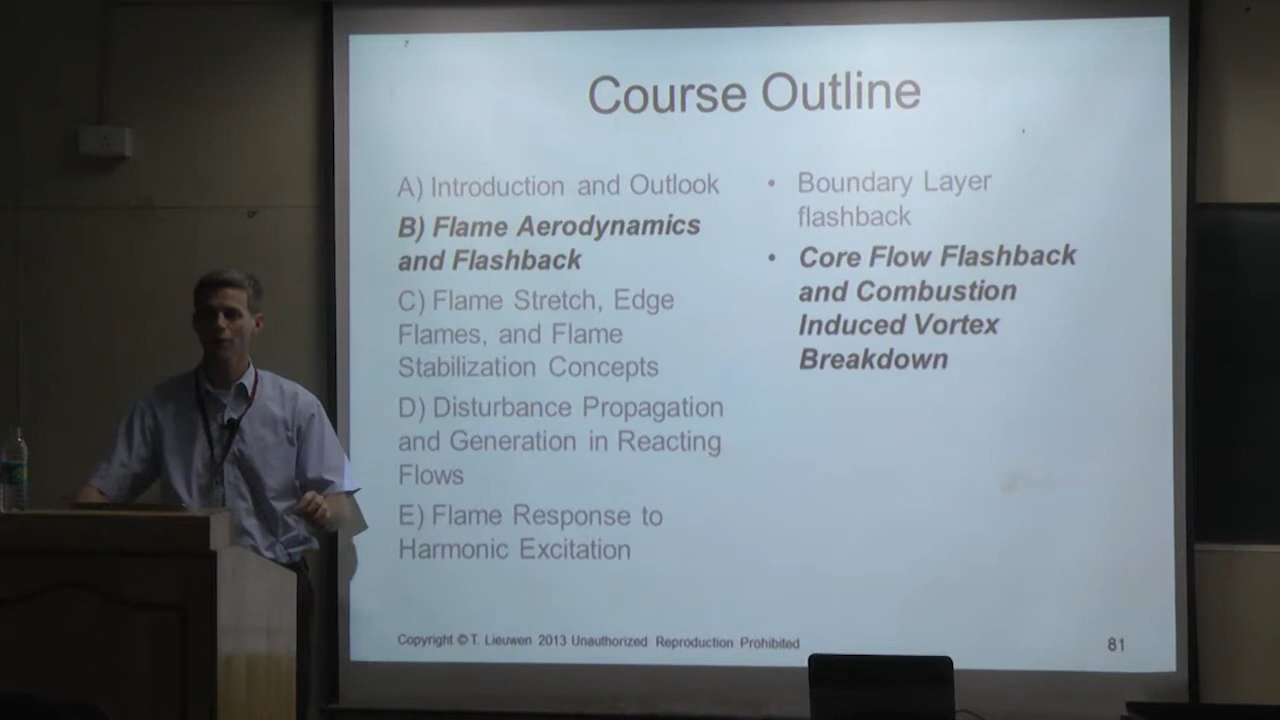 Course Outline
A) Introduction and Outlook
B) Flame Aerodynamics
and Flashback
C) Flame Stretch, Edge
Flames, and Flame
Stabilization Concepts
D) Disturbance Propagation
and Generation in Reacting
Flows
E) Flame Response to
Harmonic Excitation
• Boundary Layer
flashback
• Core Flow Flashback
and Combustion
Induced Vortex
Breakdown
Copyright © T. Lieuwen 2013 Unauthorized Reproduction Prohibited
81